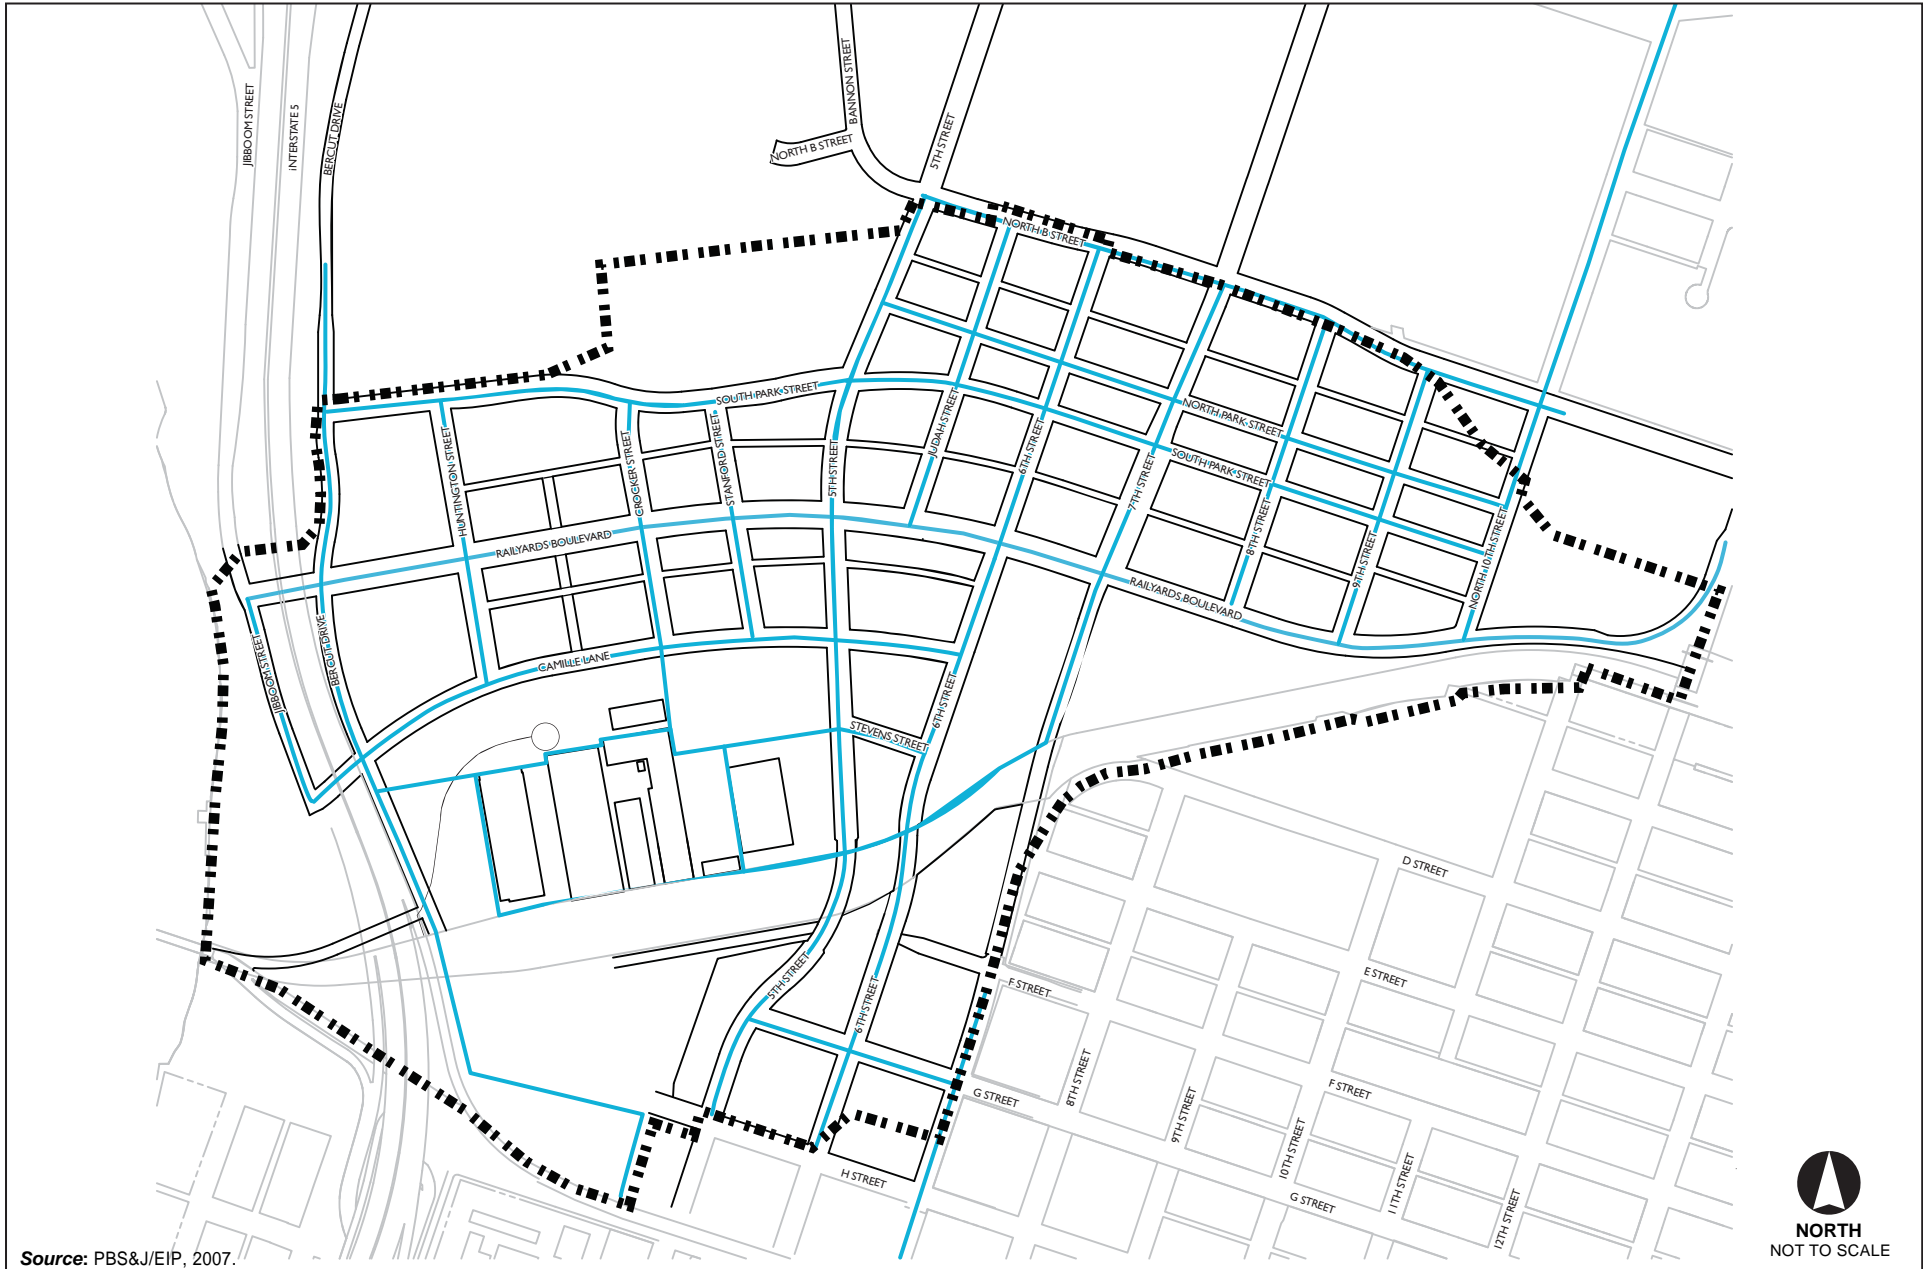 JIBBOOM STREET
INTERSTATE 5
BERCUT DRIVE
BANNON STREET
NORTH B STREET
5TH STREET
NORTH B STREET
SOUTH PARK STREET
HUNTINGTON STREET
CROCKER STREET
STANFORD STREET
5TH STREET
JUDAH STREET
6TH STREET
NORTH PARK STREET
SOUTH PARK STREET
7TH STREET
8TH STREET
9TH STREET
NORTH 10TH STREET
RAILYARDS BOULEVARD
RAILYARDS BOULEVARD
JIBBOOM STREET
BERCUT DRIVE
CAMILLE LANE
6TH STREET
STEVENS STREET
D STREET
E STREET
F STREET
5TH STREET
6TH STREET
F STREET
G STREET
8TH STREET
9TH STREET
10TH STREET
11TH STREET
12TH STREET
G STREET
H STREET
NORTH
NOT TO SCALE
Source: PBS&J/EIP, 2007.